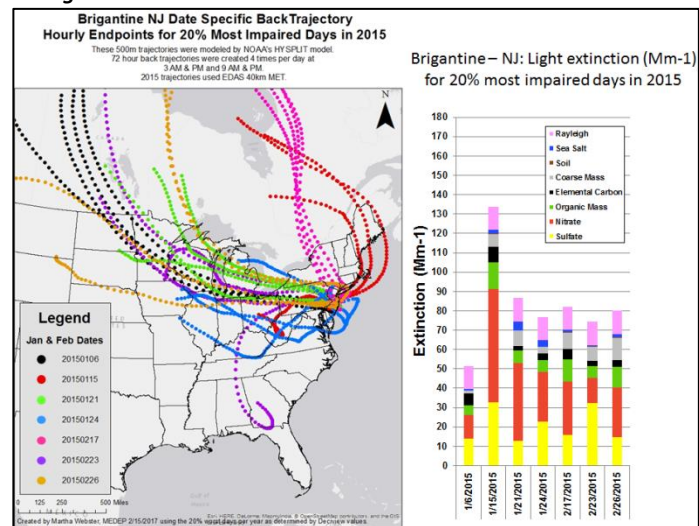 Brigantine NJ Date Specific BackTrajectory
Hourly Endpoints for 20% Most Impaired Days in 2015
These 500m trajectories were modeled by NOAA's HYSPLIT model.
72 hour back trajectories were created 4 times per day at
3 AM & PM and 9 AM & PM.
2015 trajectories used EDAS 40km MET.
N
Legend
Jan & Feb Dates
20150106
20150115
20150121
20150124
20150217
20150223
20150226
500 250 0 500 Miles
Created by Martha Webster, MEDEP 2/15/2017 using the 20% worst days per year as determined by Deciview values.
Brigantine – NJ: Light extinction (Mm-1)
for 20% most impaired days in 2015
Extinction (Mm-1)
180
170
160
150
140
130
120
110
100
90
80
70
60
50
40
30
20
10
0
Rayleigh
Sea Salt
Soil
Coarse Mass
Elemental Carbon
Organic Mass
Nitrate
Sulfate
1/6/2015
1/15/2015
1/21/2015
1/24/2015
2/17/2015
2/23/2015
2/26/2015